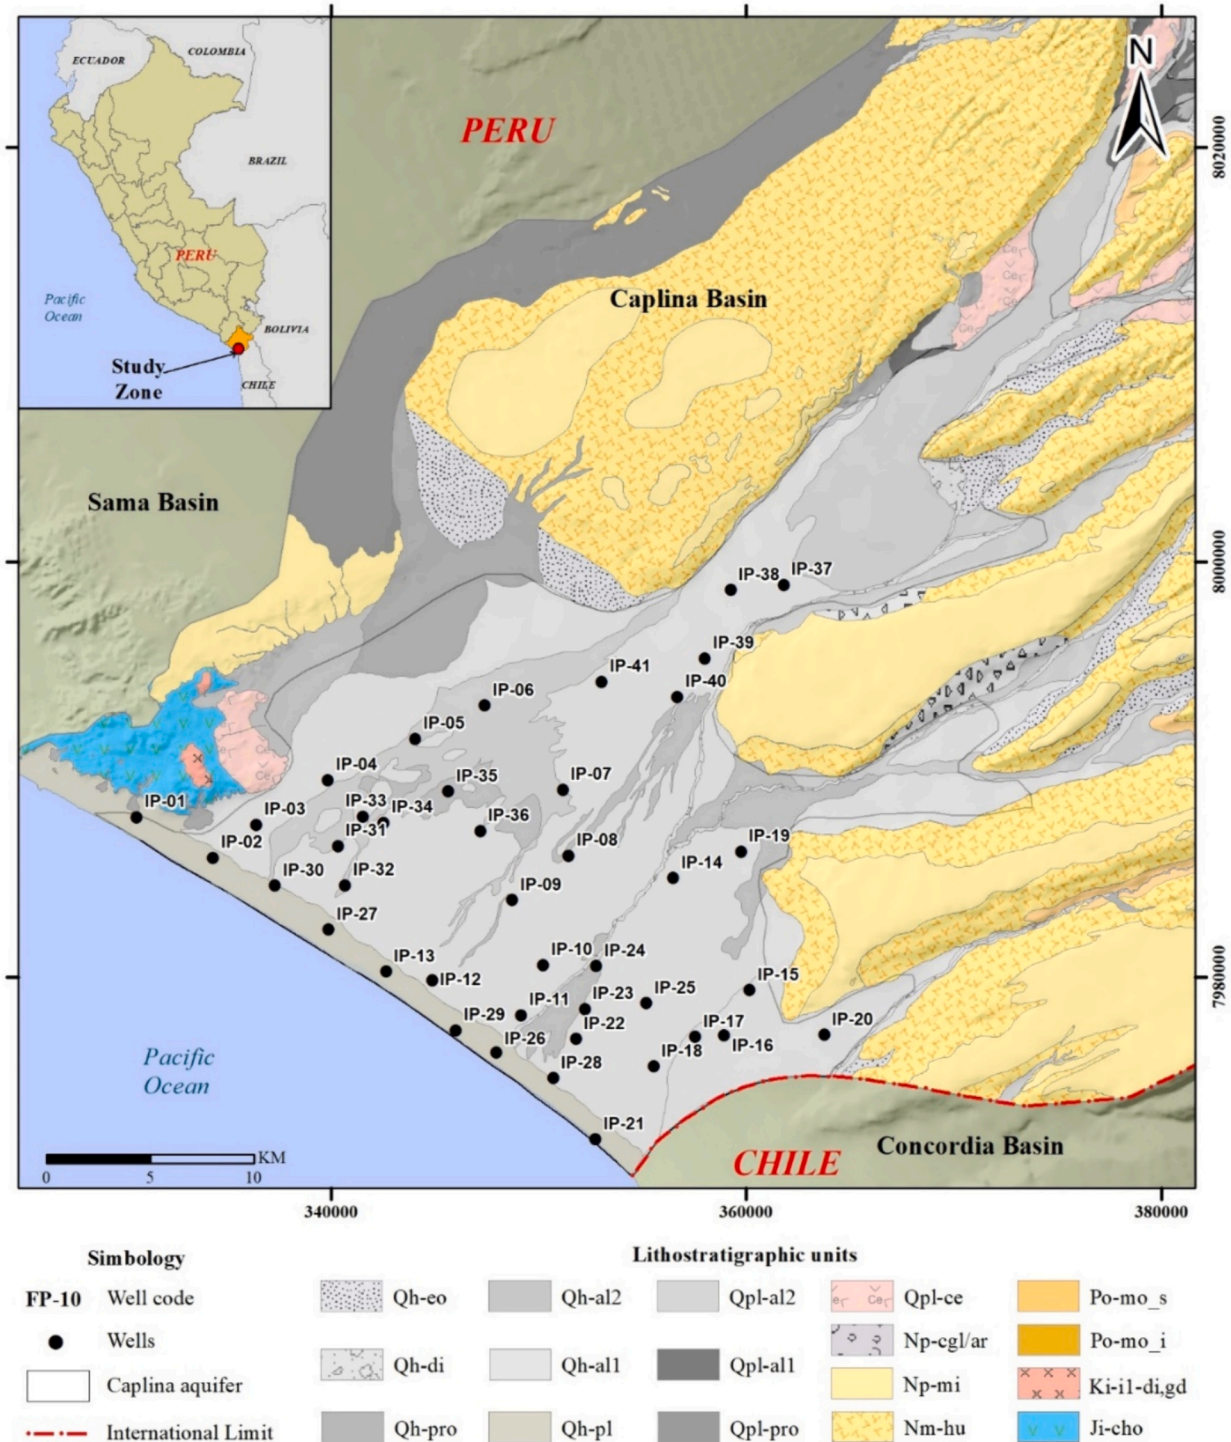 ECUADOR
COLOMBIA
BRAZIL
PERU
Pacific
Ocean
BOLIVIA
Study
Zone
CHILE
PERU
N
8020000
Caplina Basin
Sama Basin
8000000
IP-38
IP-37
IP-39
IP-41
IP-40
IP-06
IP-05
IP-04
IP-35
IP-07
IP-01
IP-03
IP-33
IP-34
IP-31
IP-36
IP-02
IP-08
IP-19
IP-14
IP-30
IP-32
IP-09
IP-27
IP-10
IP-24
IP-13
IP-12
IP-15
7980000
IP-11
IP-23
IP-25
IP-29
IP-22
IP-17
IP-20
IP-26
IP-18
IP-16
IP-28
IP-21
Pacific
Ocean
Concordia Basin
CHILE
KM
0 5 10
340000 360000 380000
Simbology
FP-10 Well code
Wells
Caplina aquifer
International Limit
Lithostratigraphic units
Qh-eo
Qh-di
Qh-pro
Qh-al2
Qh-al1
Qh-pl
Qpl-al2
Qpl-al1
Qpl-pro
Qpl-ce
Np-cgl/ar
Np-mi
Nm-hu
Po-mo_s
Po-mo_i
Ki-i1-di,gd
Ji-cho